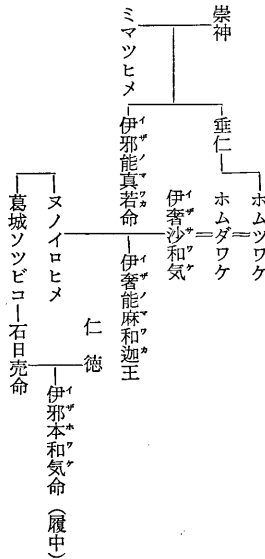 崇神
ミマツヒメ
垂仁
伊邪能真若命
イザノマワカ
ホムツワケ
ホムダワケ
伊奢沙和気
イザサワケ
伊奢能麻和迦王
イザノマワカ
ヌノイロヒメ
葛城ソツビコ
石日売命
仁徳
伊邪本和気命（履中）
イザホワケ